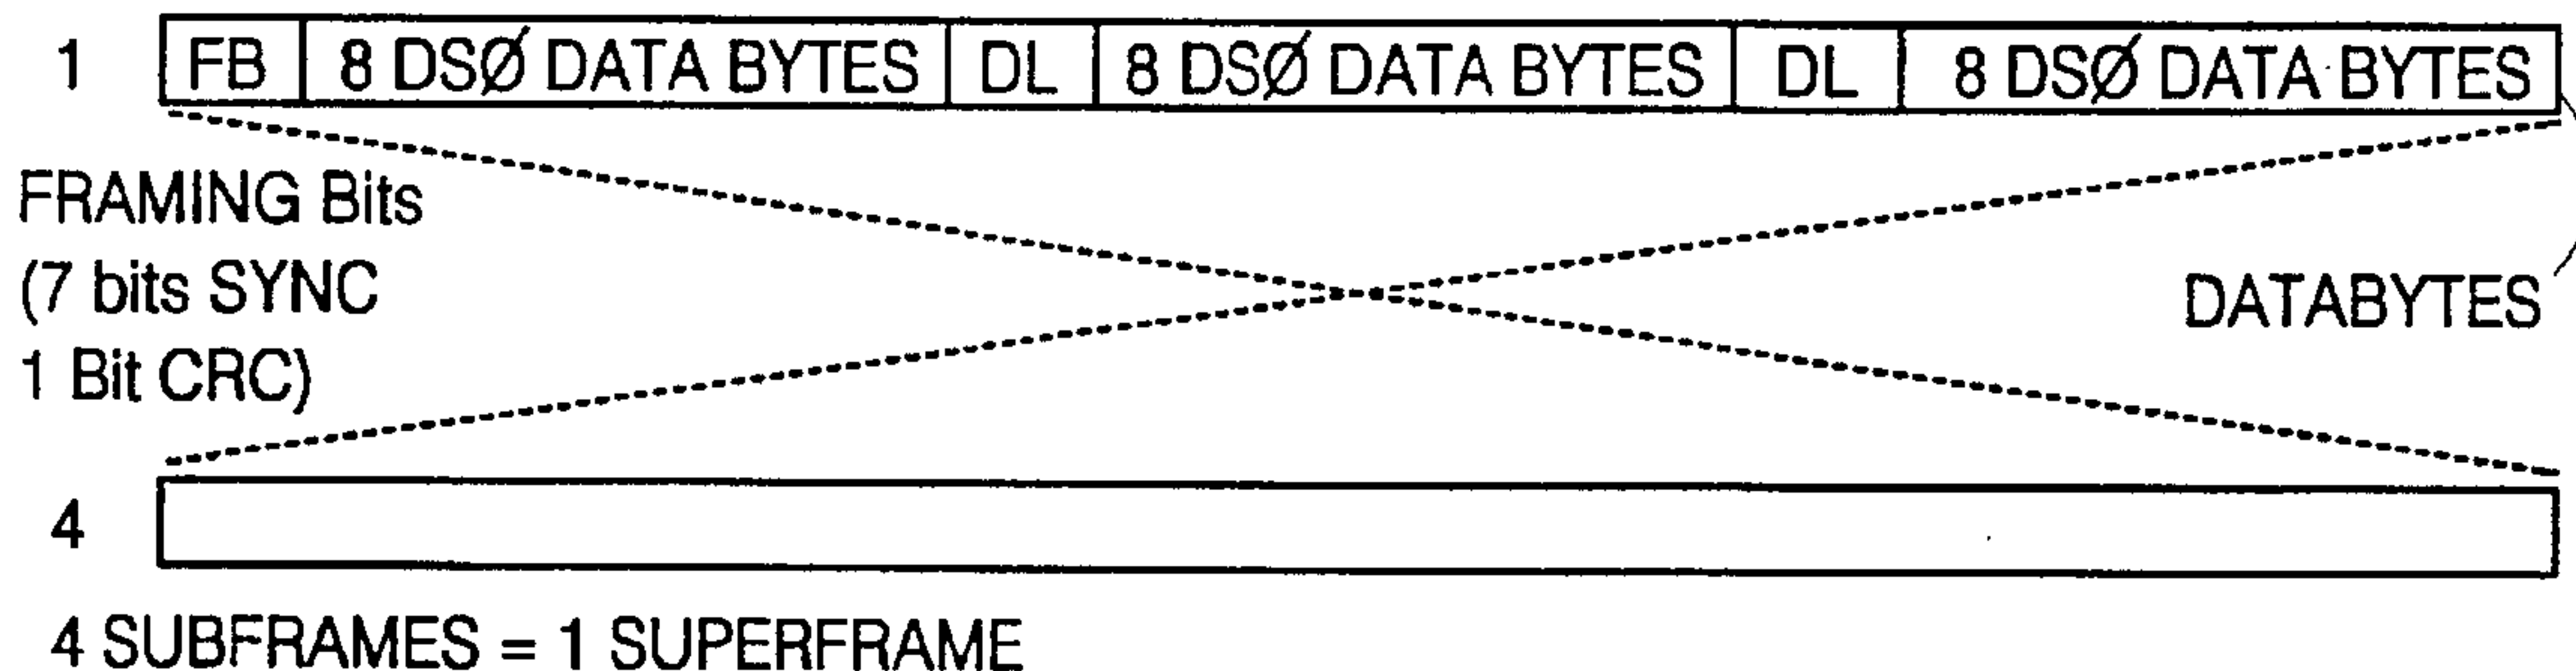 1 FB 8 DSØ DATA BYTES DL 8 DSØ DATA BYTES DL 8 DSØ DATA BYTES
FRAMING Bits
(7 bits SYNC
1 Bit CRC)
DATABYTES
4
4 SUBFRAMES = 1 SUPERFRAME